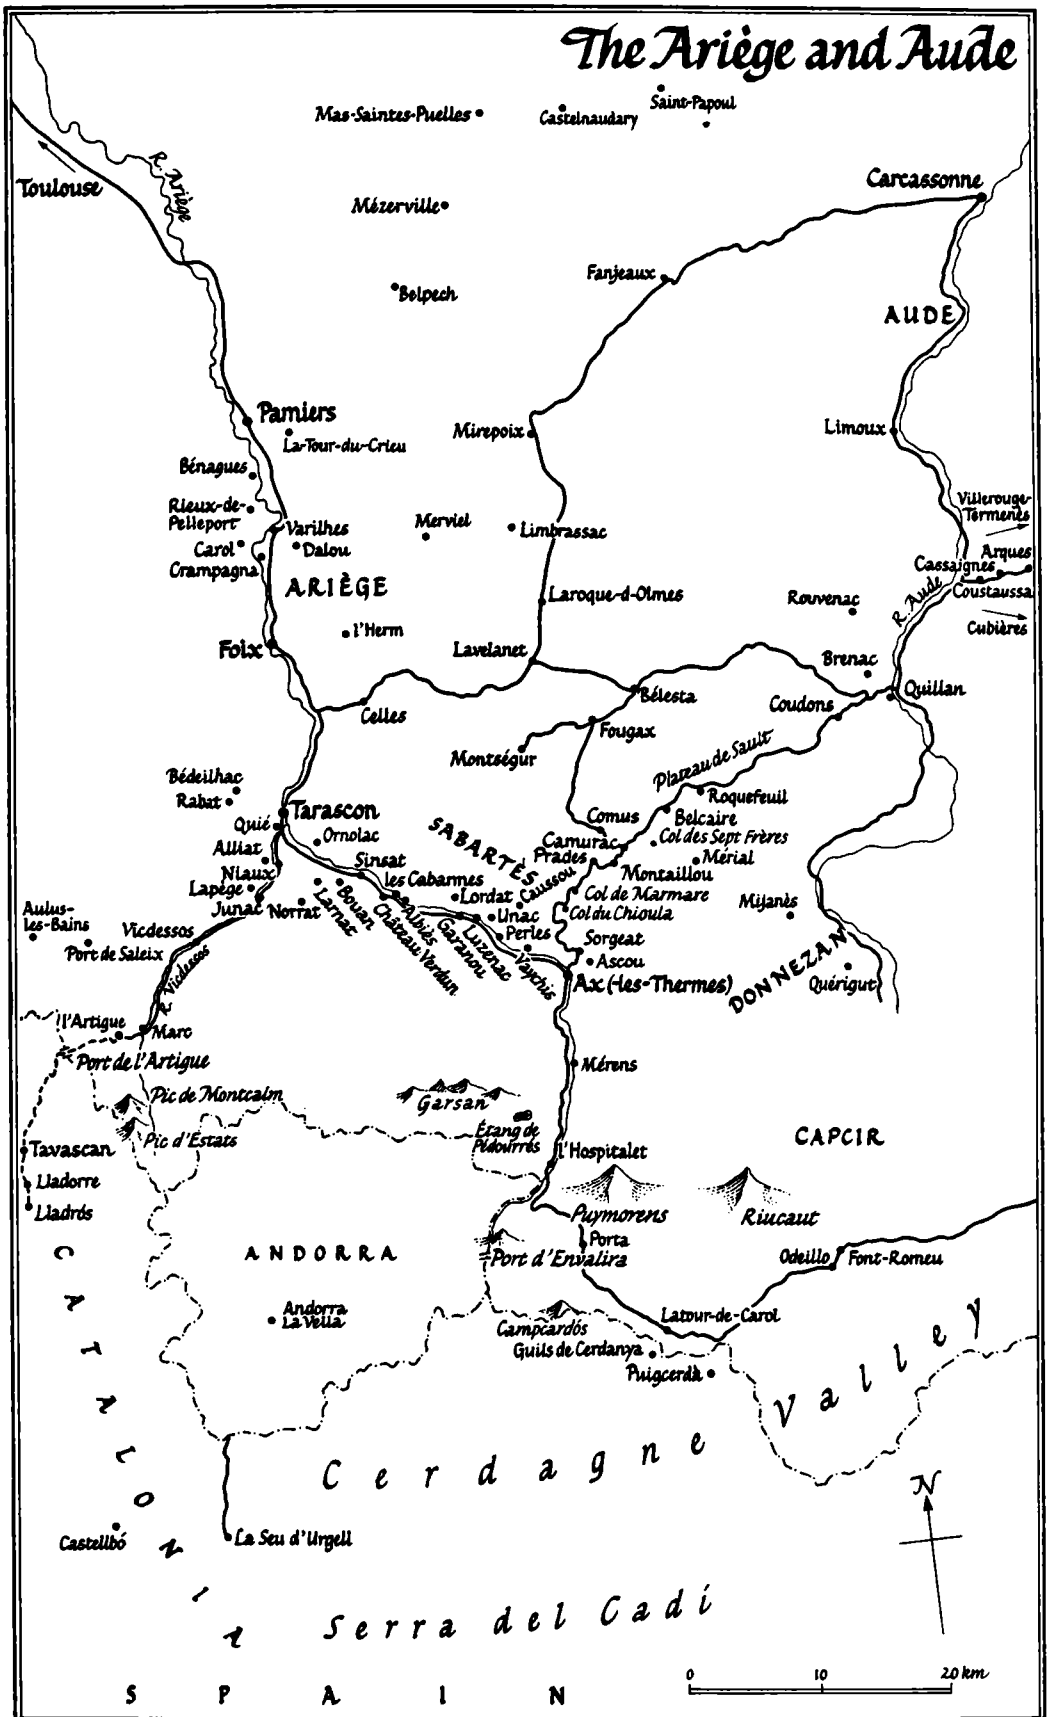 The Ariège and Aude
Mas-Saintes-Puelles
Castelnaudary
Saint-Papoul
Toulouse
R. Ariège
Carcassonne
Mézerville
Fanjeaux
Belpech
AUDE
Pamiers
La-Tour-du-Crieu
Mirepoix
Limoux
Bénagues
Rieux-de-
Pelleport
Varilhes
Merviel
Limbrassac
Villerouge-
Termenès
Carol
Dalou
Crampagna
Arques
Cassaignes
Coustaussa
ARIÈGE
Laroque-d-Olmes
Rouvenac
R. Aude
Cubières
l'Herm
Foix
Lavelanet
Brenac
Bélesta
Quillan
Celles
Coudons
Fougax
Montségur
Plateau de Sault
Bédeilhac
Rabat
Roquefeuil
Tarascon
Comus
Belcaire
Quié
Ornolac
SABARTÈS
Camurac
Col des Sept Frères
Alliat
Sinsat
Prades
Mérial
Niaux
les Cabarmes
Caussou
Montaillou
Lapège
Lordat
Col de Marmare
Junac
Norrat
Larnat
Bouan
Château Verdun
Albiès
Garanou
Luzenac
Unac
Col du Chioula
Mijanès
Aulus-
les-Bains
Vicdessos
Perles
Sorgeat
Port de Saleix
Vaychis
Ascou
R. Vicdessos
Ax (-les-Thermes)
DONNEZAN
Quérigut
l'Artigue
Marc
Port de l'Artigue
Mérens
Pic de Montcalm
Garsan
Pic d'Estats
Étang de
Pédourrés
CAPCIR
Tavascan
l'Hospitalet
Lladorre
Lladrós
Puymorens
Riucaut
ANDORRA
Porta
Port d'Envalira
Odeillo
Font-Romeu
Andorra
La Vella
Campcardós
Latour-de-Carol
Guils de Cerdanya
Puigcerdà
CATALONIA
Cerdagne Valley
N
Castellbó
La Seu d'Urgell
Serra del Cadí
SPAIN
0 10 20 km